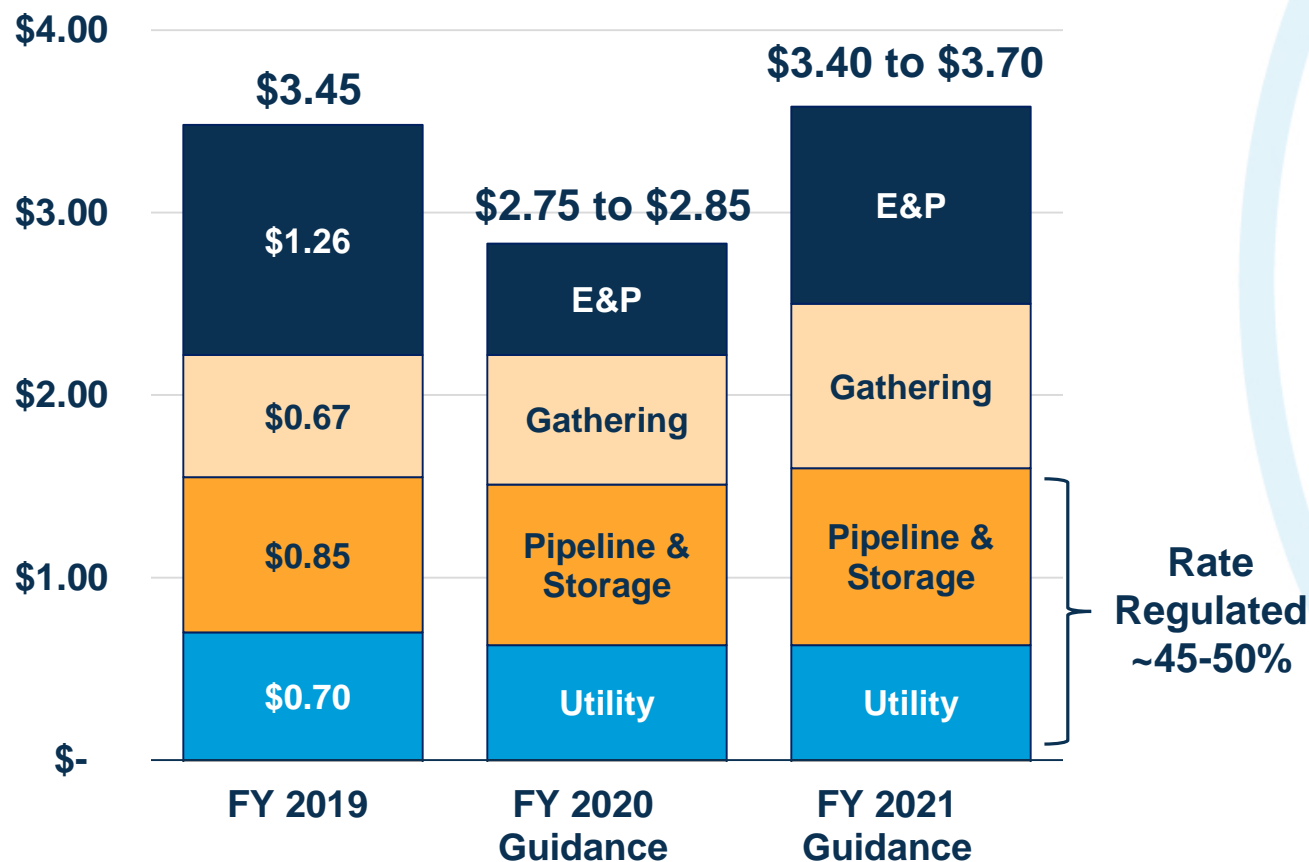 $4.00
$3.00
$2.00
$1.00
$-
$3.45
$1.26
$0.67
$0.85
$0.70
FY 2019
$2.75 to $2.85
E&P
Gathering
Pipeline &
Storage
Utility
FY 2020
Guidance
$3.40 to $3.70
E&P
Gathering
Pipeline &
Storage
Utility
FY 2021
Guidance
Rate
Regulated
~45-50%